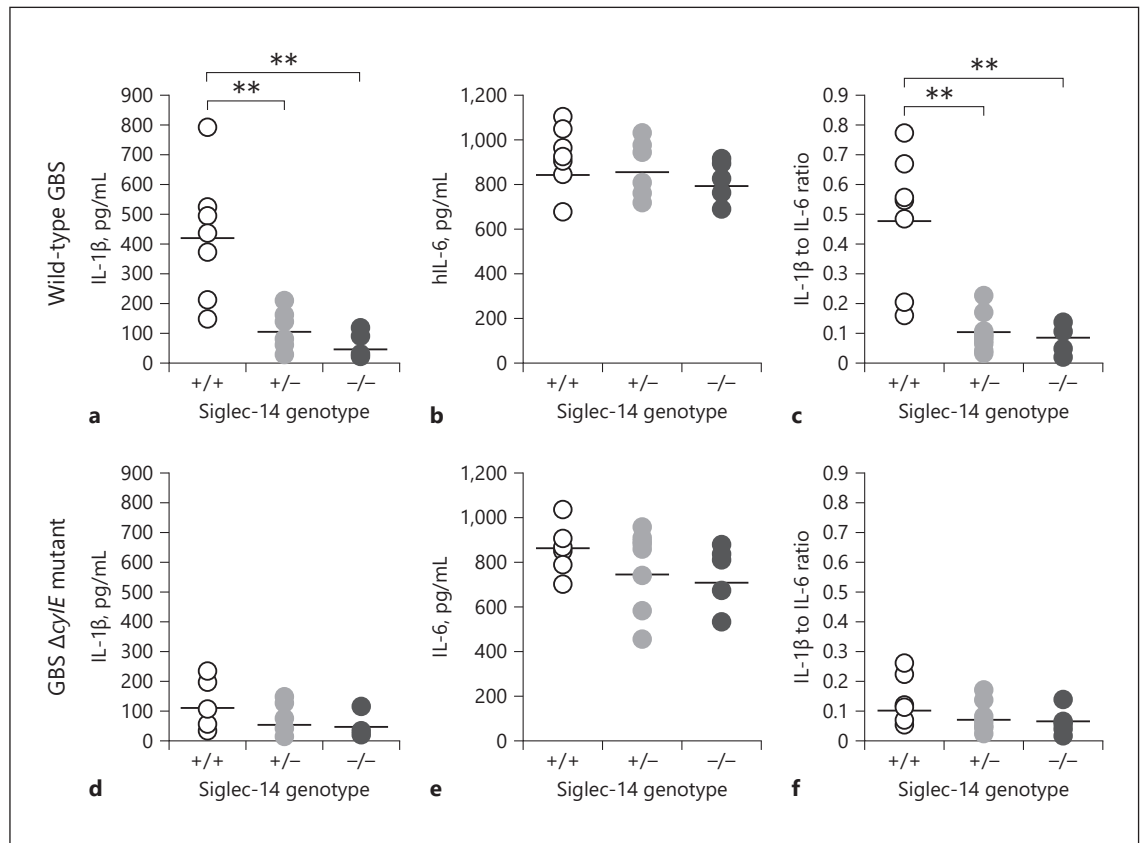 **
**
900
800
700
600
500
400
300
200
100
0
IL-1β, pg/mL
Wild-type GBS
+/+ +/– –/–
Siglec-14 genotype
a
1,200
1,000
800
600
400
200
0
hIL-6, pg/mL
+/+ +/– –/–
Siglec-14 genotype
b
**
**
0.9
0.8
0.7
0.6
0.5
0.4
0.3
0.2
0.1
0
IL-1β to IL-6 ratio
+/+ +/– –/–
Siglec-14 genotype
c
900
800
700
600
500
400
300
200
100
0
IL-1β, pg/mL
GBS ΔcylE mutant
+/+ +/– –/–
Siglec-14 genotype
d
1,200
1,000
800
600
400
200
0
IL-6, pg/mL
+/+ +/– –/–
Siglec-14 genotype
e
0.9
0.8
0.7
0.6
0.5
0.4
0.3
0.2
0.1
0
IL-1β to IL-6 ratio
+/+ +/– –/–
Siglec-14 genotype
f